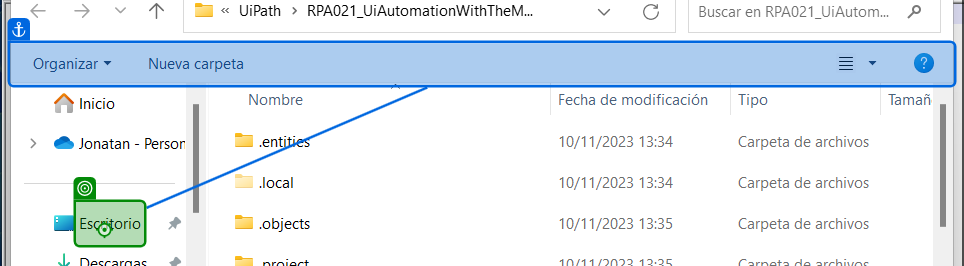 « UiPath > RPA021_UiAutomationWithTheM...
Buscar en RPA021_UiAutom...
Organizar Nueva carpeta
Nombre Fecha de modificación Tipo Tamañ
Inicio
Jonatan - Person
Escritorio
Descargas
.entities 10/11/2023 13:34 Carpeta de archivos
.local 10/11/2023 13:34 Carpeta de archivos
.objects 10/11/2023 13:35 Carpeta de archivos
.project 10/11/2023 13:35 Carpeta de archivos